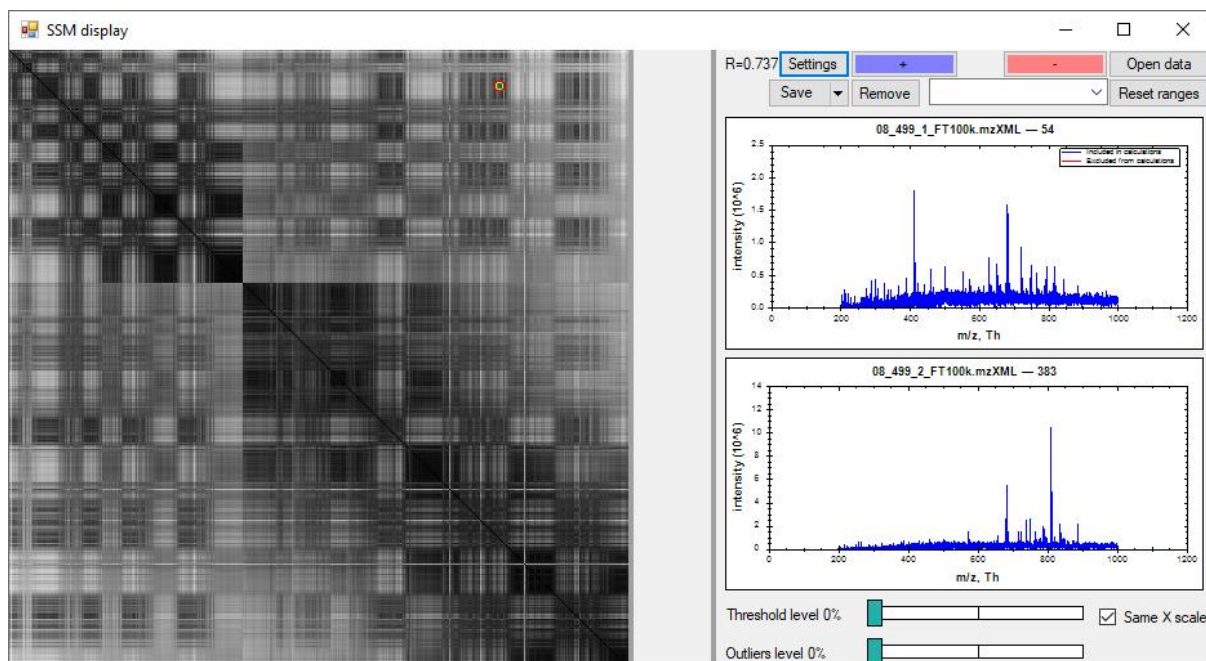 SSM display
R=0.737 Settings + - Open data
Save Remove Reset ranges
08_499_1_FT100k.mzXML — 54
Included in calculations
Excluded from calculations
2.5
2.0
1.5
1.0
0.5
0.0
intensity (10^6)
0 200 400 600 800 1000 1200
m/z, Th
08_499_2_FT100k.mzXML — 383
14
12
10
8
6
4
2
0
intensity (10^6)
0 200 400 600 800 1000 1200
m/z, Th
Threshold level 0% Same X scale
Outliers level 0%